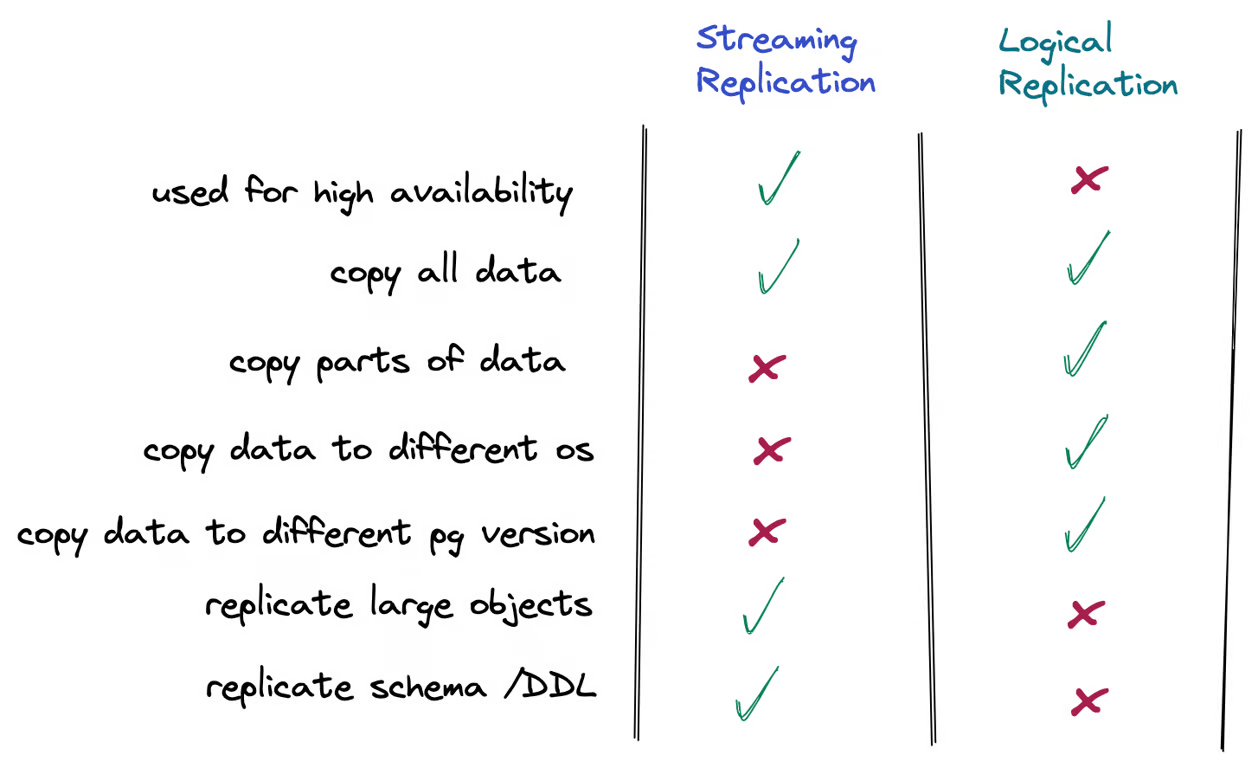 Streaming
Replication
Logical
Replication
used for high availability
copy all data
copy parts of data
copy data to different os
copy data to different pg version
replicate large objects
replicate schema /DDL